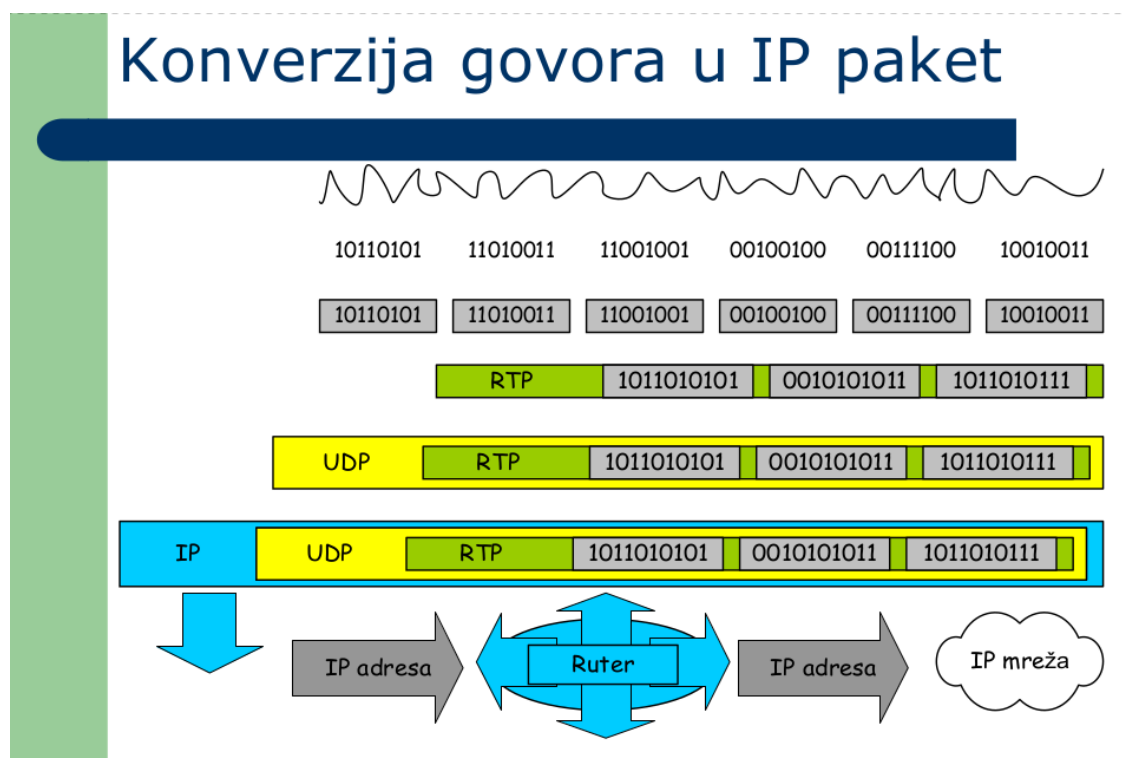 Konverzija govora u IP paket
10110101 11010011 11001001 00100100 00111100 10010011
10110101 11010011 11001001 00100100 00111100 10010011
RTP 1011010101 0010101011 1011010111
UDP RTP 1011010101 0010101011 1011010111
IP UDP RTP 1011010101 0010101011 1011010111
IP adresa Ruter IP adresa IP mreža